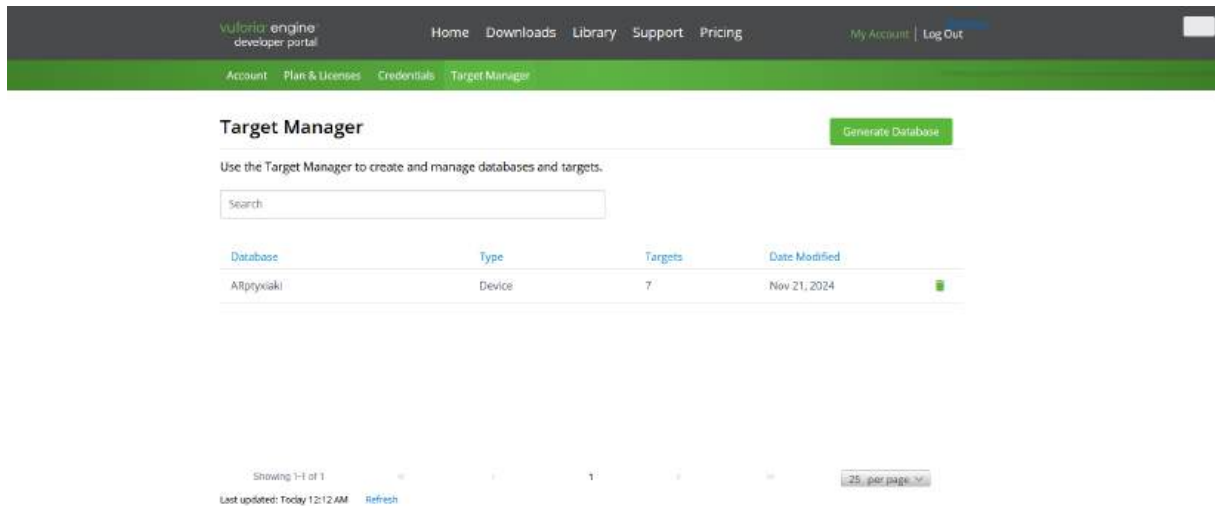 vuforia engine
developer portal
Home Downloads Library Support Pricing
My Account | Log Out
Account Plan & Licenses Credentials Target Manager
Target Manager
Generate Database
Use the Target Manager to create and manage databases and targets.
Search
Database Type Targets Date Modified
ARptyxiaki Device 7 Nov 21, 2024
Showing 1-1 of 1 1 25 per page
Last updated: Today 12:12 AM Refresh